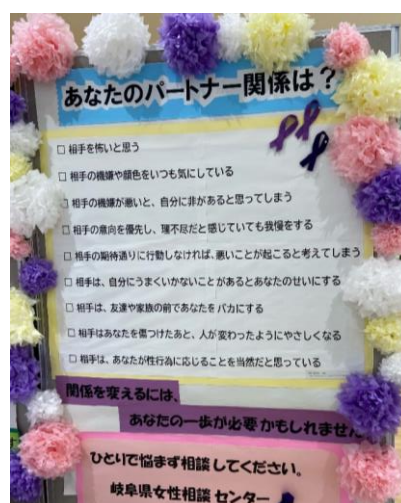 あなたのパートナー関係は？
□ 相手を怖いと思う
□ 相手の機嫌や顔色をいつも気にしている
□ 相手の機嫌が悪いと、自分に非があると思ってしまう
□ 相手の意向を優先し、理不尽だと感じていても我慢をする
□ 相手の期待通りに行動しなければ、悪いことが起こると考えてしまう
□ 相手は、自分にうまくいかないことがあるとあなたのせいにする
□ 相手は、友達や家族の前であなたをバカにする
□ 相手はあなたを傷つけたあと、人が変わったようにやさしくなる
□ 相手は、あなたが性行為に応じることを当然だと思っている
関係を変えるには、
あなたの一歩が必要かもしれません
ひとりで悩まず相談してください。
岐阜県女性相談センター